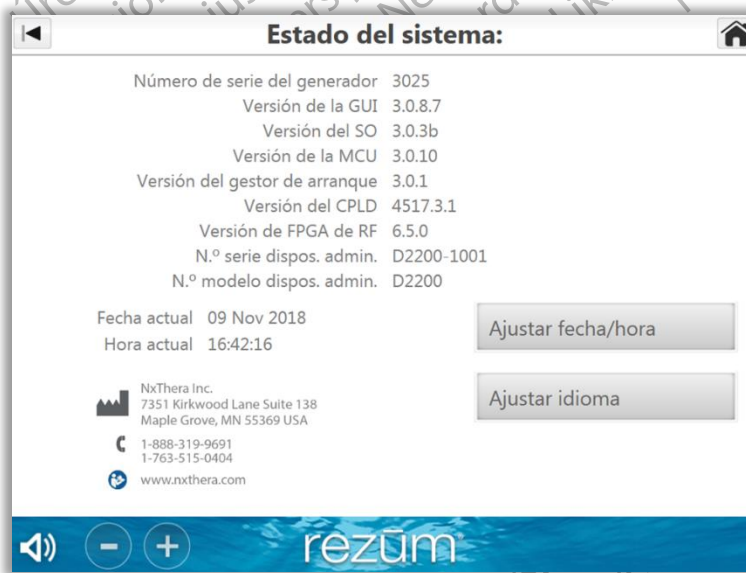 Estado del sistema:
Número de serie del generador 3025
Versión de la GUI 3.0.8.7
Versión del SO 3.0.3b
Versión de la MCU 3.0.10
Versión del gestor de arranque 3.0.1
Versión del CPLD 4517.3.1
Versión de FPGA de RF 6.5.0
N.º serie dispos. admin. D2200-1001
N.º modelo dispos. admin. D2200
Fecha actual 09 Nov 2018
Hora actual 16:42:16
Ajustar fecha/hora
Ajustar idioma
NxThera Inc.
7351 Kirkwood Lane Suite 138
Maple Grove, MN 55369 USA
1-888-319-9691
1-763-515-0404
www.nxthera.com
rezūm